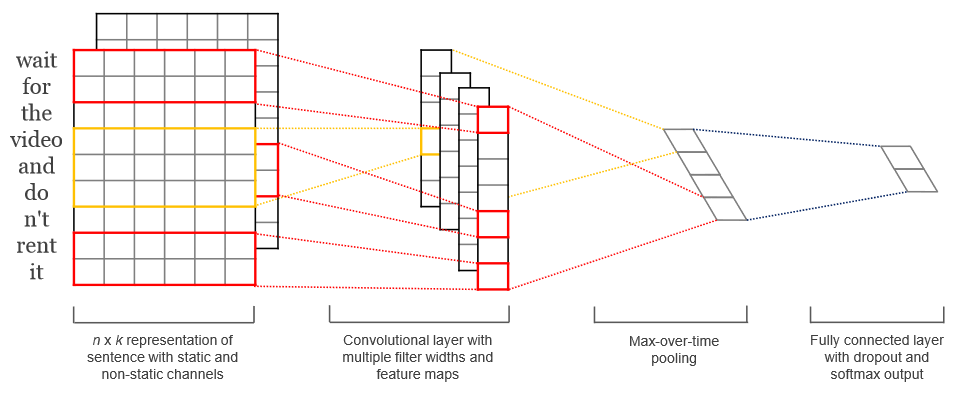 wait
for
the
video
and
do
n't
rent
it
n x k representation of
sentence with static and
non-static channels
Convolutional layer with
multiple filter widths and
feature maps
Max-over-time
pooling
Fully connected layer
with dropout and
softmax output